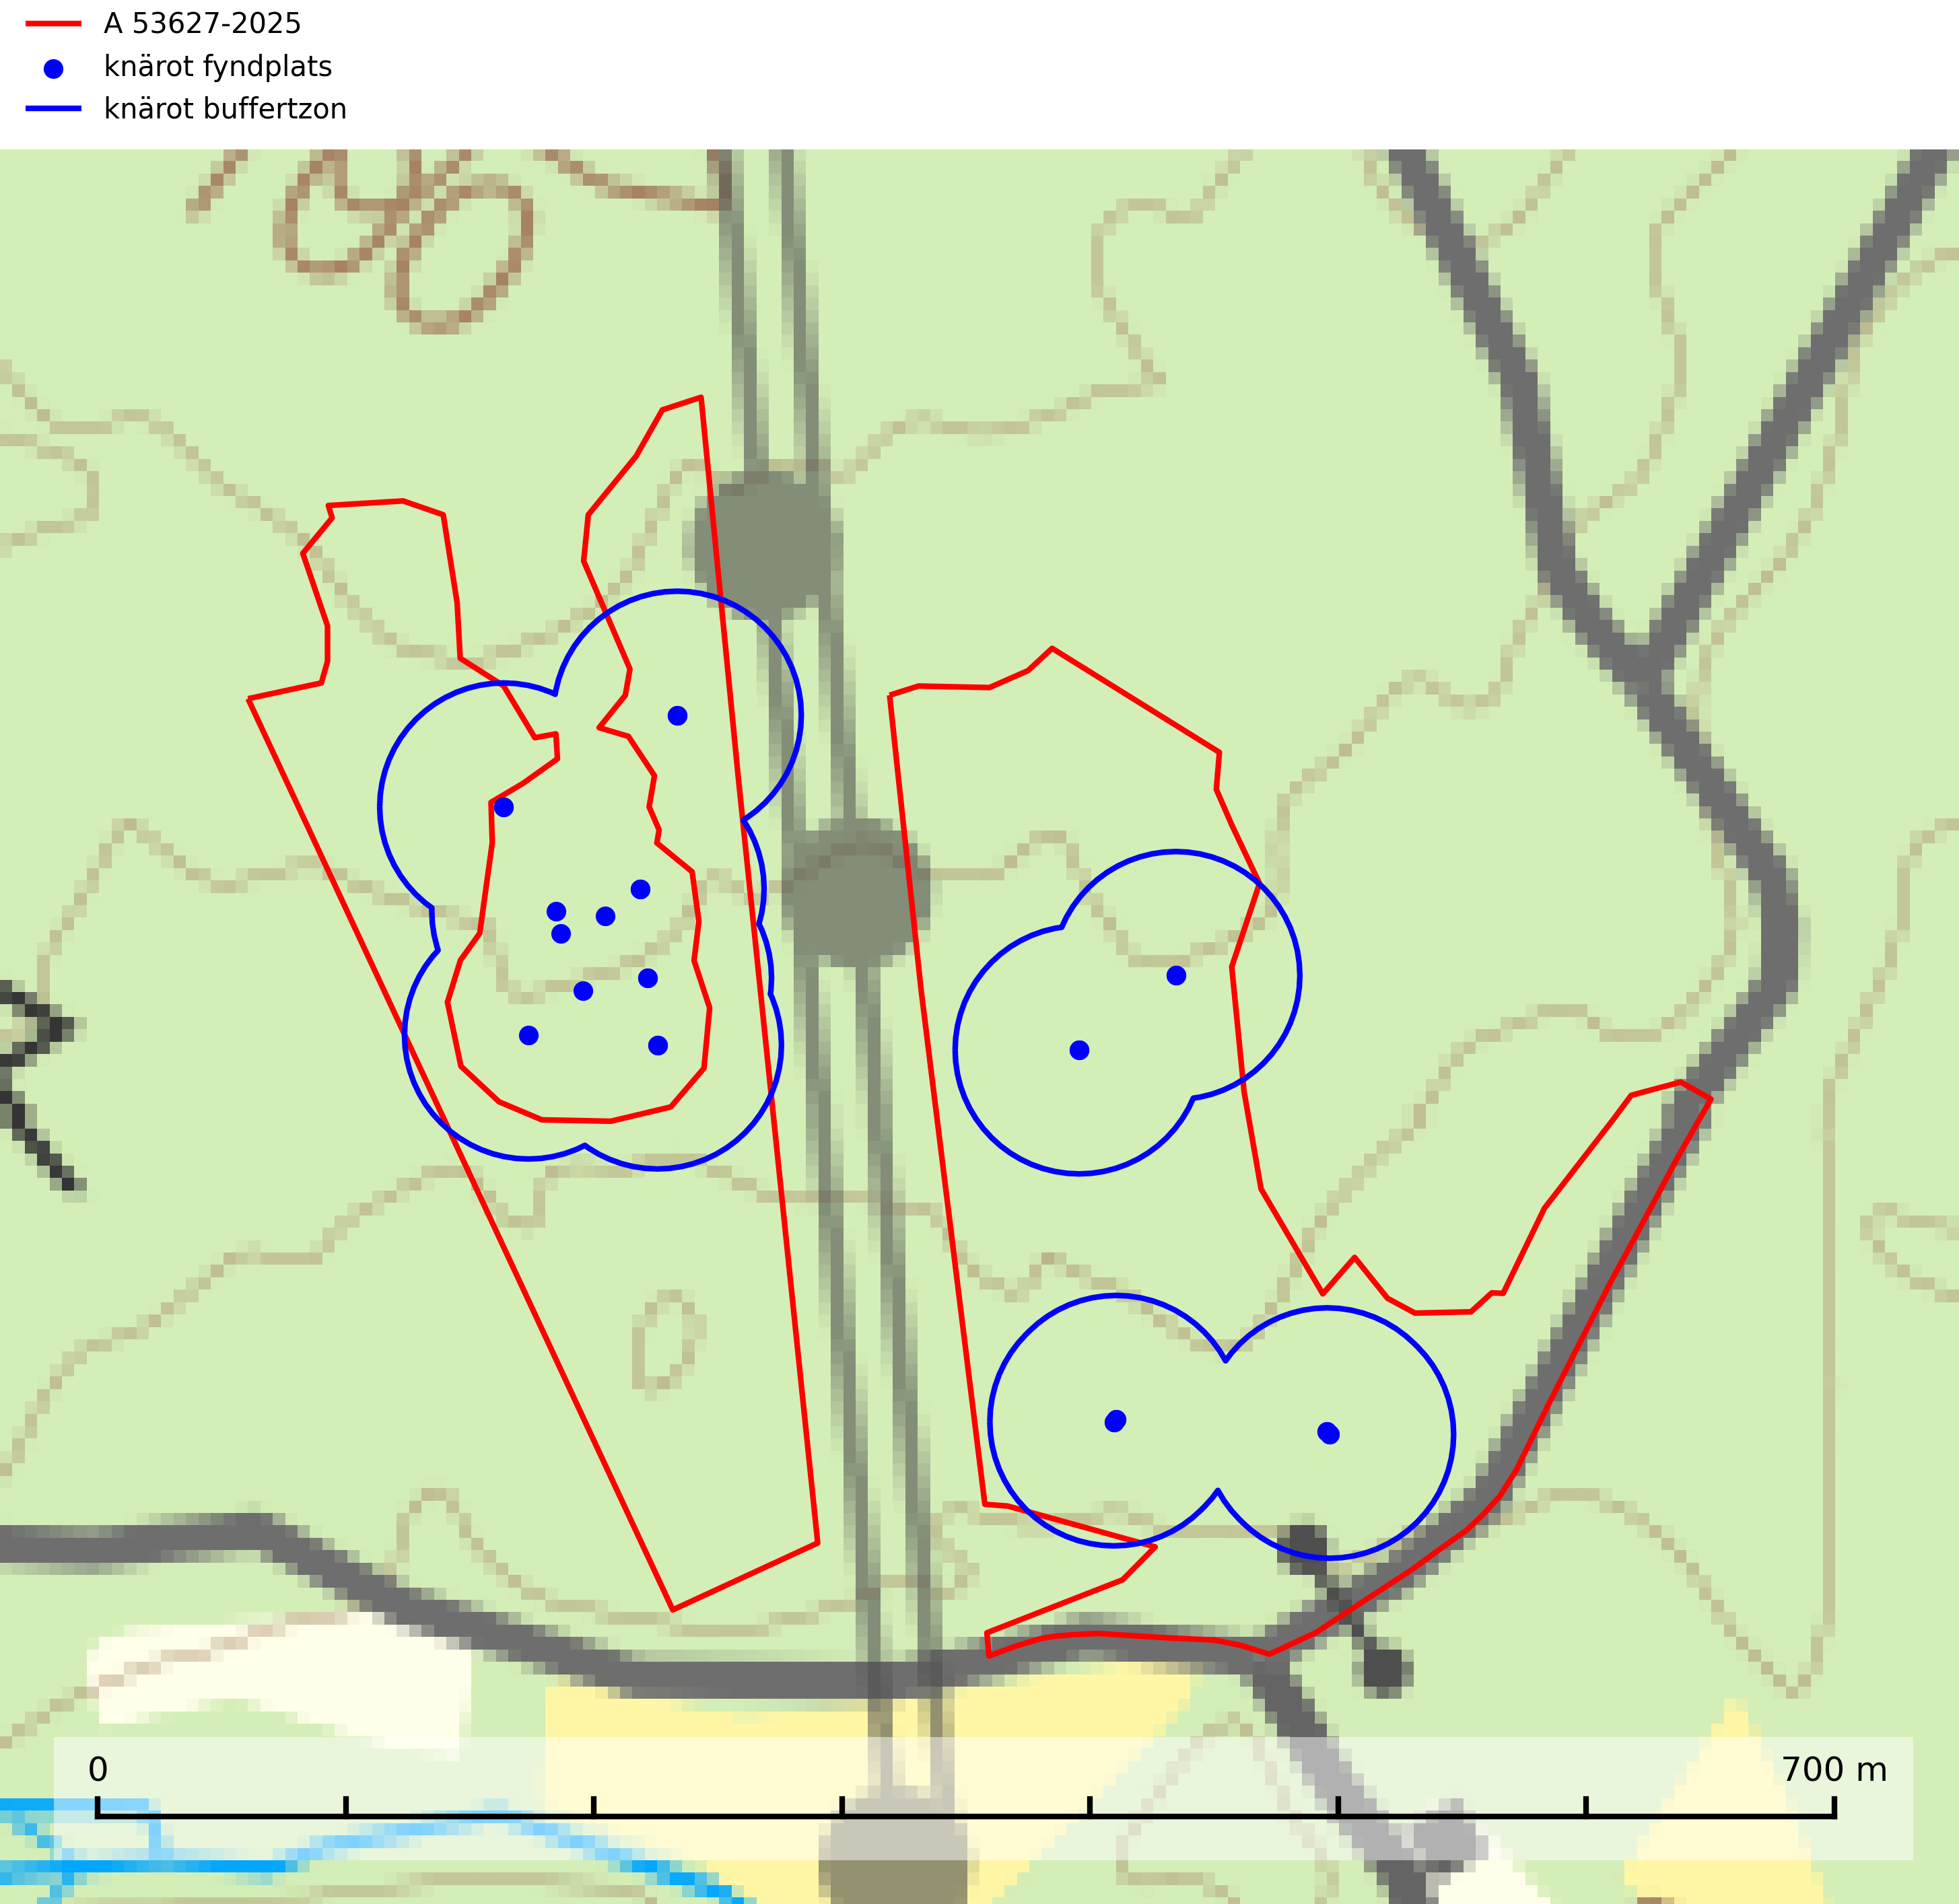 A 53627-2025
knärot fyndplats
knärot buffertzon
0
700 m